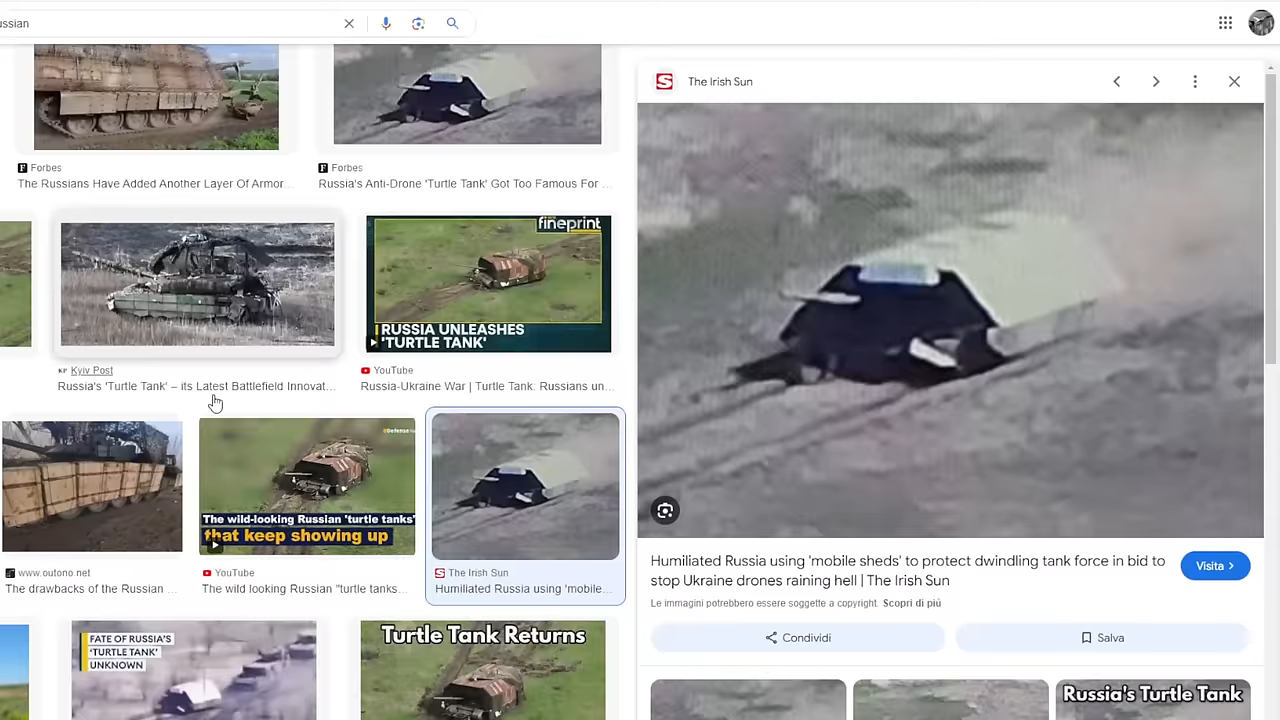 ussian
The Irish Sun
Forbes
The Russians Have Added Another Layer Of Armor...
Forbes
Russia's Anti-Drone 'Turtle Tank' Got Too Famous For ...
Kyiv Post
Russia's 'Turtle Tank' – its Latest Battlefield Innovat...
fineprint
RUSSIA UNLEASHES
'TURTLE TANK'
YouTube
Russia-Ukraine War | Turtle Tank: Russians un...
www.outono.net
The drawbacks of the Russian ...
The wild-looking Russian 'turtle tanks'
that keep showing up
YouTube
The wild looking Russian "turtle tanks...
The Irish Sun
Humiliated Russia using 'mobile...
Humiliated Russia using 'mobile sheds' to protect dwindling tank force in bid to
stop Ukraine drones raining hell | The Irish Sun
Visita
Le immagini potrebbero essere soggette a copyright. Scopri di più
Condividi
Salva
FATE OF RUSSIA'S
'TURTLE TANK'
UNKNOWN
Turtle Tank Returns
Russia's Turtle Tank